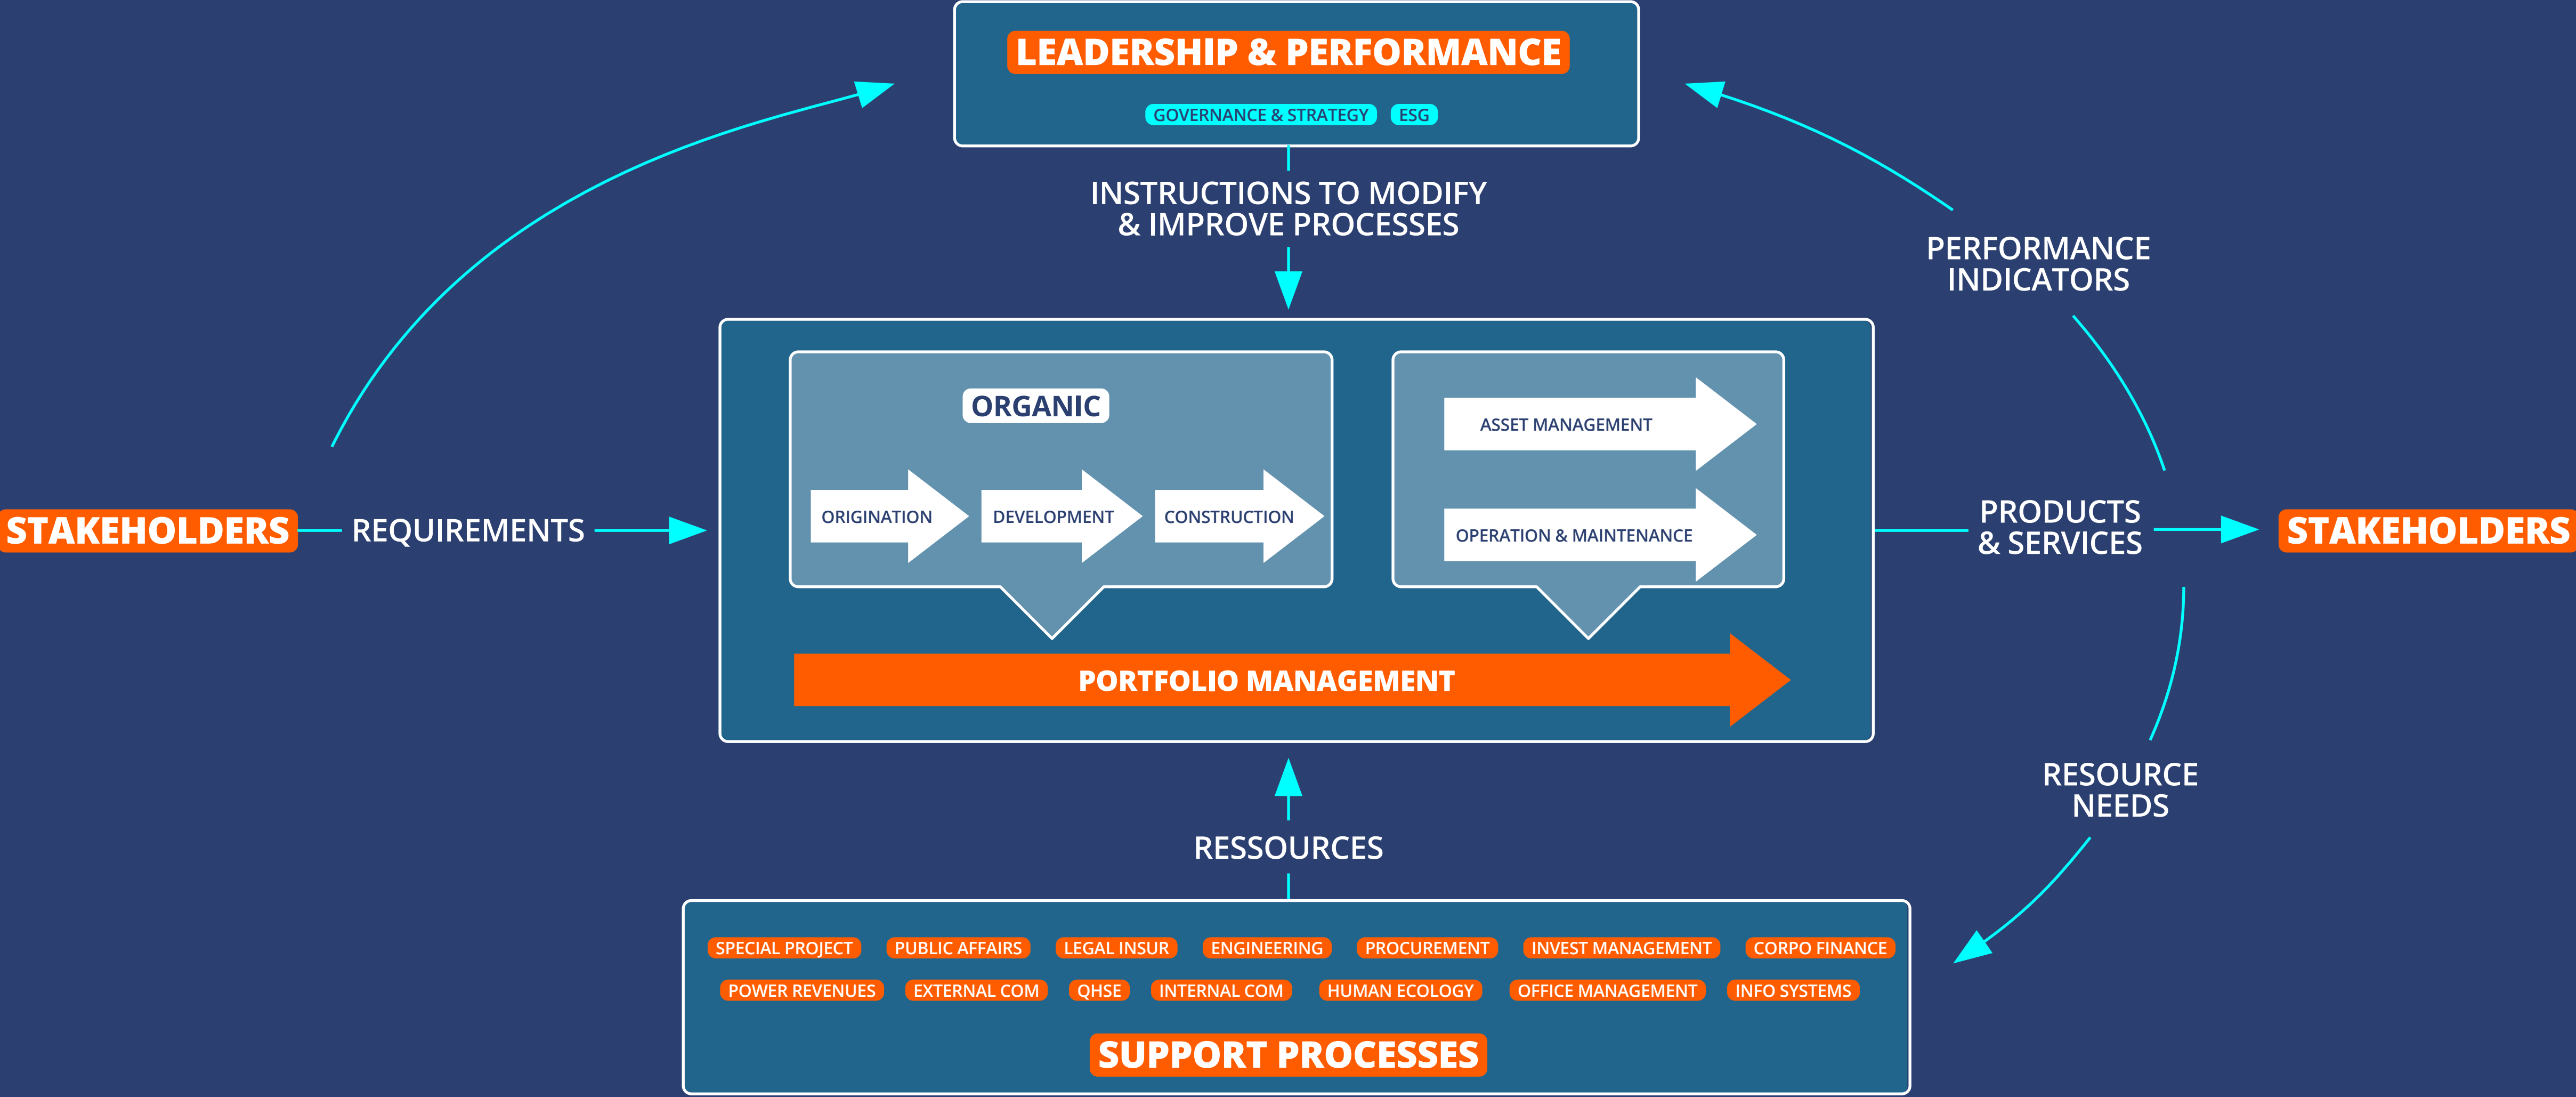 LEADERSHIP & PERFORMANCE
GOVERNANCE & STRATEGY ESG
INSTRUCTIONS TO MODIFY
& IMPROVE PROCESSES
PERFORMANCE
INDICATORS
STAKEHOLDERS
REQUIREMENTS
ORGANIC
ORIGINATION
DEVELOPMENT
CONSTRUCTION
ASSET MANAGEMENT
OPERATION & MAINTENANCE
PORTFOLIO MANAGEMENT
PRODUCTS
& SERVICES
STAKEHOLDERS
RESOURCE
NEEDS
RESSOURCES
SPECIAL PROJECT PUBLIC AFFAIRS LEGAL INSUR ENGINEERING PROCUREMENT INVEST MANAGEMENT CORPO FINANCE
POWER REVENUES EXTERNAL COM QHSE INTERNAL COM HUMAN ECOLOGY OFFICE MANAGEMENT INFO SYSTEMS
SUPPORT PROCESSES